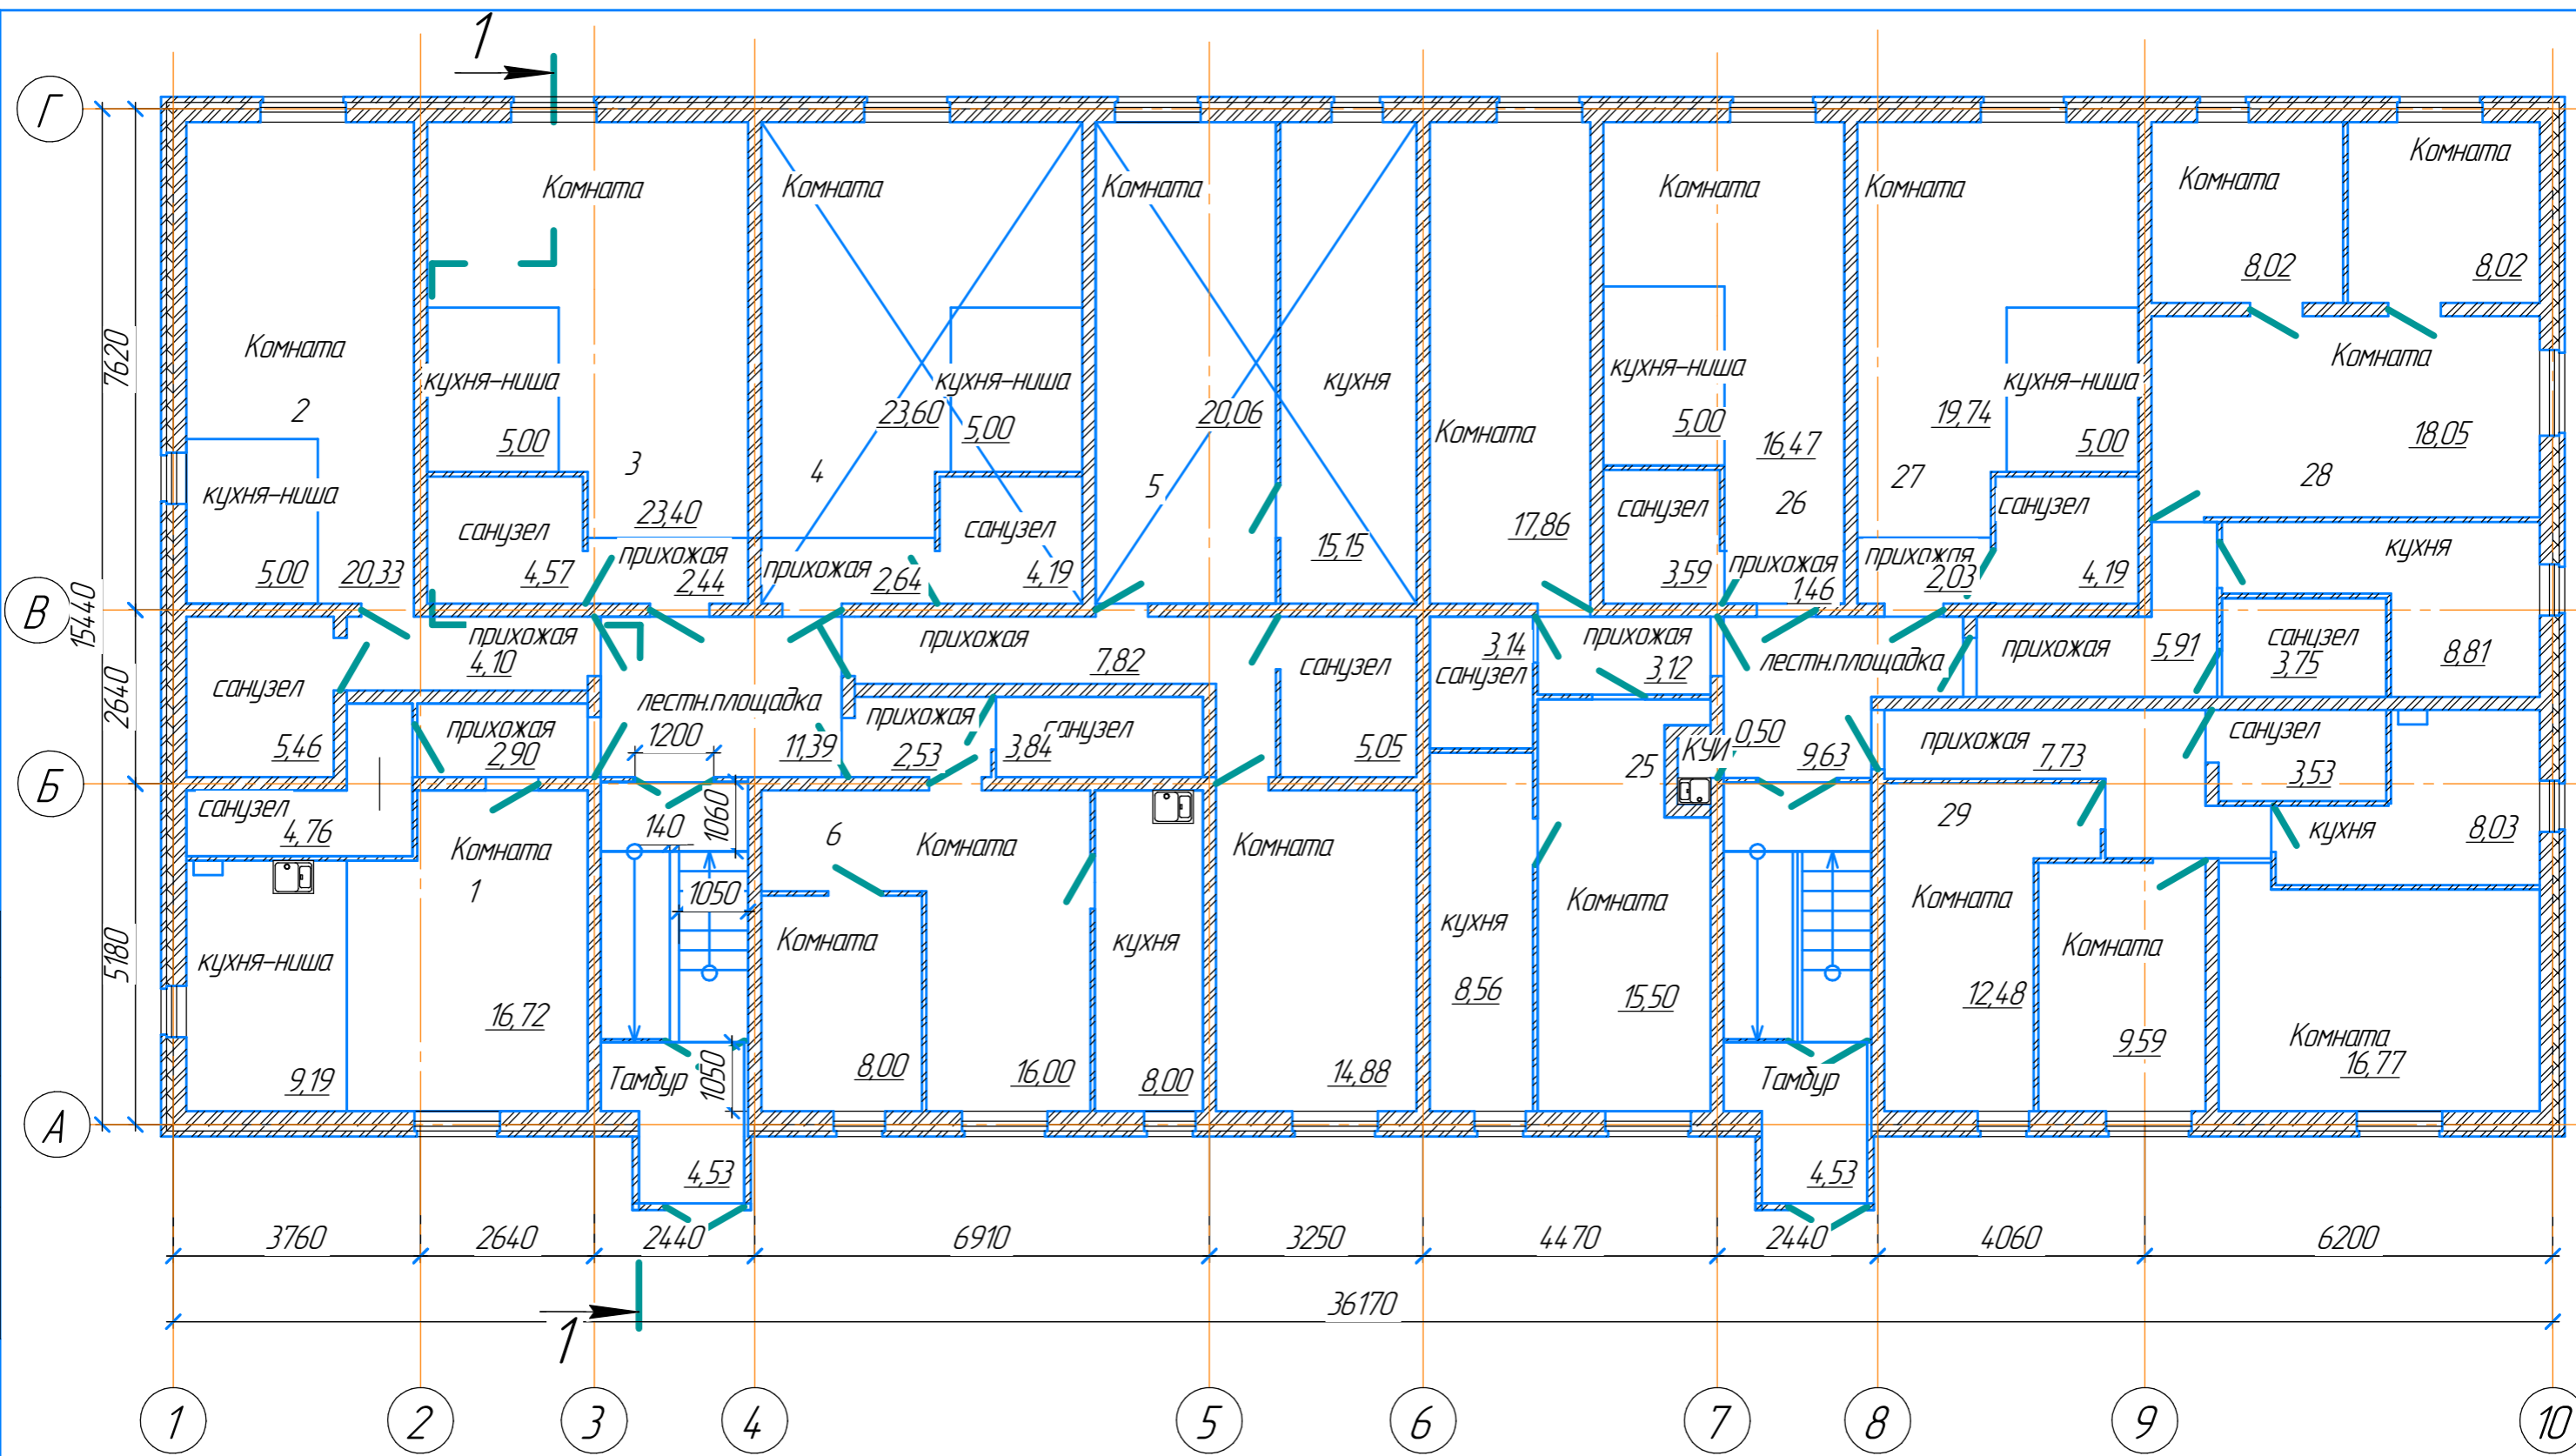 1
Г
Комната
Комната
Комната
Комната
Комната
Комната
Комната
8,02
8,02
7620
Комната
Комната
кухня-ниша
кухня-ниша
кухня
кухня-ниша
кухня-ниша
2
23,60
5,00
20,06
Комната
5,00
16,47
19,74
5,00
18,05
5,00
3
4
5
26
27
28
кухня-ниша
санузел
23,40
санузел
17,86
санузел
санузел
прихожая
прихожая
15,15
прихожая
прихожая
кухня
5,00
20,33
4,57
2,44
2,64
4,19
3,59
1,46
2,03
4,19
В
15440
прихожая
4,10
прихожая
7,82
3,14
санузел
прихожая
3,12
лестн.площадка
прихожая
5,91
санузел
3,75
8,81
2640
санузел
лестн.площадка
санузел
5,46
прихожая
2,90
1200
11,39
прихожая
2,53
3,84
санузел
5,05
25
КУИ
0,50
9,63
прихожая
7,73
санузел
3,53
Б
санузел
4,76
140
1060
6
29
кухня
8,03
Комната
1
Комната
Комната
1050
Комната
Комната
Комната
кухня
кухня
Комната
5180
кухня-ниша
16,72
8,56
15,50
12,48
9,59
Комната
16,77
9,19
Тамбур
1050
8,00
16,00
8,00
14,88
Тамбур
А
4,53
4,53
3760
2640
2440
6910
3250
4470
2440
4060
6200
36170
1
1
2
3
4
5
6
7
8
9
10